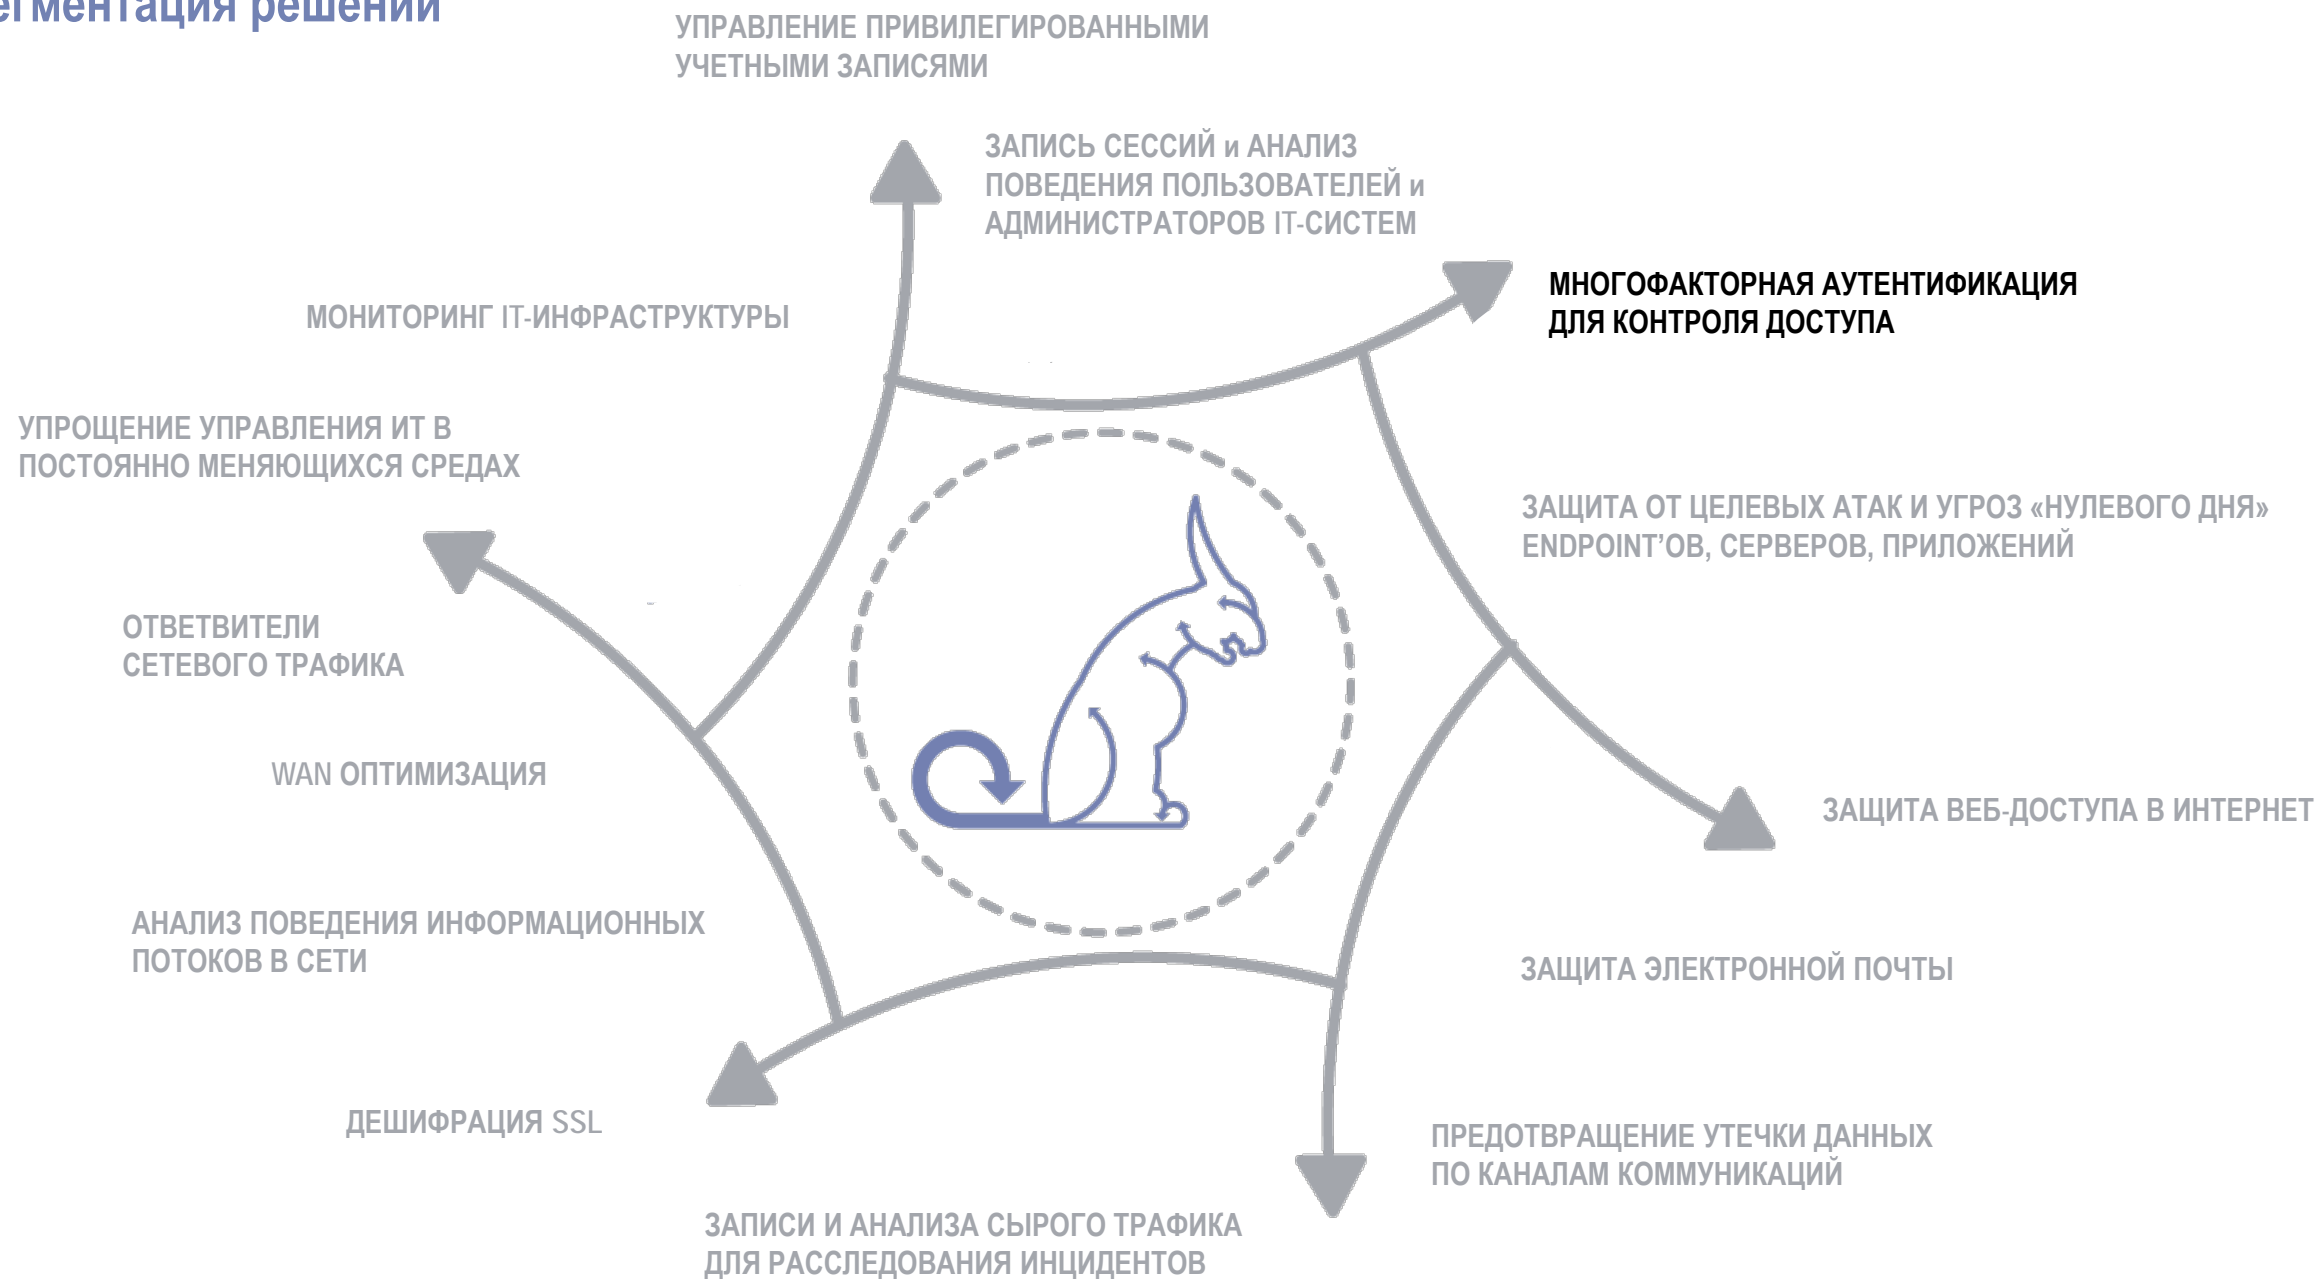 егментация решений
УПРАВЛЕНИЕ ПРИВИЛЕГИРОВАННЫМИ
УЧЕТНЫМИ ЗАПИСЯМИ
ЗАПИСЬ СЕССИЙ и АНАЛИЗ
ПОВЕДЕНИЯ ПОЛЬЗОВАТЕЛЕЙ и
АДМИНИСТРАТОРОВ IT-СИСТЕМ
МНОГОФАКТОРНАЯ АУТЕНТИФИКАЦИЯ
ДЛЯ КОНТРОЛЯ ДОСТУПА
МОНИТОРИНГ IT-ИНФРАСТРУКТУРЫ
УПРОЩЕНИЕ УПРАВЛЕНИЯ ИТ В
ПОСТОЯННО МЕНЯЮЩИХСЯ СРЕДАХ
ЗАЩИТА ОТ ЦЕЛЕВЫХ АТАК И УГРОЗ «НУЛЕВОГО ДНЯ»
ENDPOINT’ОВ, СЕРВЕРОВ, ПРИЛОЖЕНИЙ
ОТВЕТВИТЕЛИ
СЕТЕВОГО ТРАФИКА
WAN ОПТИМИЗАЦИЯ
ЗАЩИТА ВЕБ-ДОСТУПА В ИНТЕРНЕТ
АНАЛИЗ ПОВЕДЕНИЯ ИНФОРМАЦИОННЫХ
ПОТОКОВ В СЕТИ
ЗАЩИТА ЭЛЕКТРОННОЙ ПОЧТЫ
ДЕШИФРАЦИЯ SSL
ПРЕДОТВРАЩЕНИЕ УТЕЧКИ ДАННЫХ
ПО КАНАЛАМ КОММУНИКАЦИЙ
ЗАПИСИ И АНАЛИЗА СЫРОГО ТРАФИКА
ДЛЯ РАССЛЕДОВАНИЯ ИНЦИДЕНТОВ